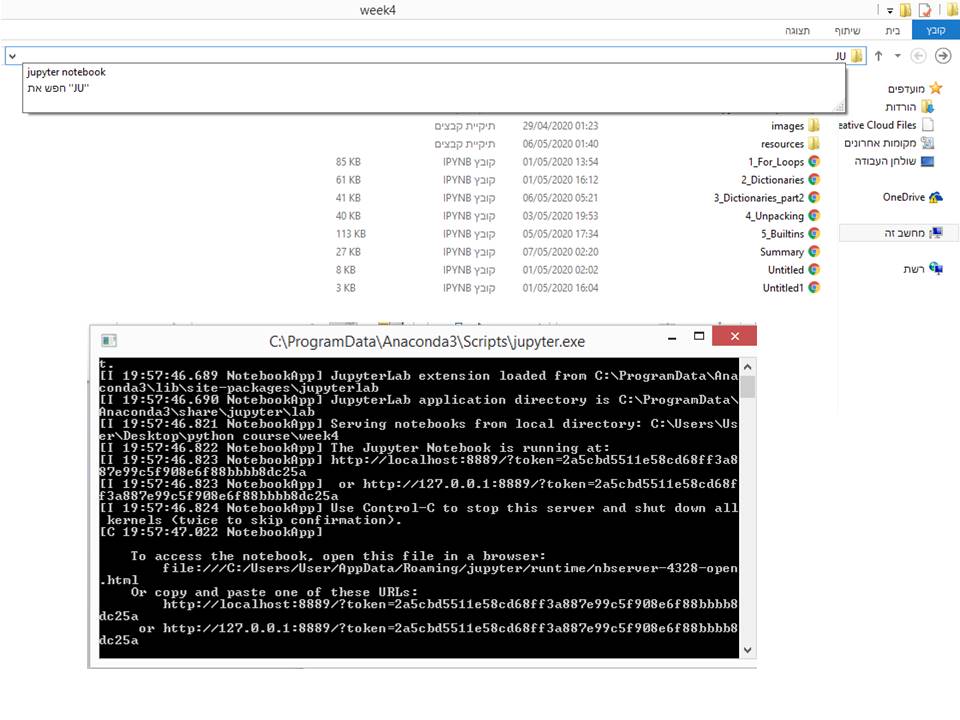 week4
קובץ בית שיתוף תצוגה
JU
jupyter notebook
חפש את "JU"
מועדפים
הורדות
eative Cloud Files
מקומות אחרונים
שולחן העבודה
OneDrive
מחשב זה
רשת
images 29/04/2020 01:23 תיקיית קבצים
resources 06/05/2020 01:40 תיקיית קבצים
1_For_Loops 01/05/2020 13:54 קובץ IPYNB 85 KB
2_Dictionaries 01/05/2020 16:12 קובץ IPYNB 61 KB
3_Dictionaries_part2 06/05/2020 05:21 קובץ IPYNB 41 KB
4_Unpacking 03/05/2020 19:53 קובץ IPYNB 40 KB
5_Builtins 05/05/2020 17:34 קובץ IPYNB 113 KB
Summary 07/05/2020 02:20 קובץ IPYNB 27 KB
Untitled 01/05/2020 02:02 קובץ IPYNB 8 KB
Untitled1 01/05/2020 16:04 קובץ IPYNB 3 KB
C:\ProgramData\Anaconda3\Scripts\jupyter.exe
t.
[I 19:57:46.689 NotebookApp] JupyterLab extension loaded from C:\ProgramData\Ana
conda3\lib\site-packages\jupyterlab
[I 19:57:46.690 NotebookApp] JupyterLab application directory is C:\ProgramData\
Anaconda3\share\jupyter\lab
[I 19:57:46.821 NotebookApp] Serving notebooks from local directory: C:\Users\Us
er\Desktop\python course\week4
[I 19:57:46.822 NotebookApp] The Jupyter Notebook is running at:
[I 19:57:46.823 NotebookApp] http://localhost:8889/?token=2a5cbd5511e58cd68ff3a8
87e99c5f908e6f88bbbb8dc25a
[I 19:57:46.823 NotebookApp]  or http://127.0.0.1:8889/?token=2a5cbd5511e58cd68f
f3a887e99c5f908e6f88bbbb8dc25a
[I 19:57:46.824 NotebookApp] Use Control-C to stop this server and shut down all
 kernels (twice to skip confirmation).
[C 19:57:47.022 NotebookApp]
To access the notebook, open this file in a browser:
file:///C:/Users/User/AppData/Roaming/jupyter/runtime/nbserver-4328-open
.html
Or copy and paste one of these URLs:
http://localhost:8889/?token=2a5cbd5511e58cd68ff3a887e99c5f908e6f88bbbb8
dc25a
or http://127.0.0.1:8889/?token=2a5cbd5511e58cd68ff3a887e99c5f908e6f88bbbb8
dc25a